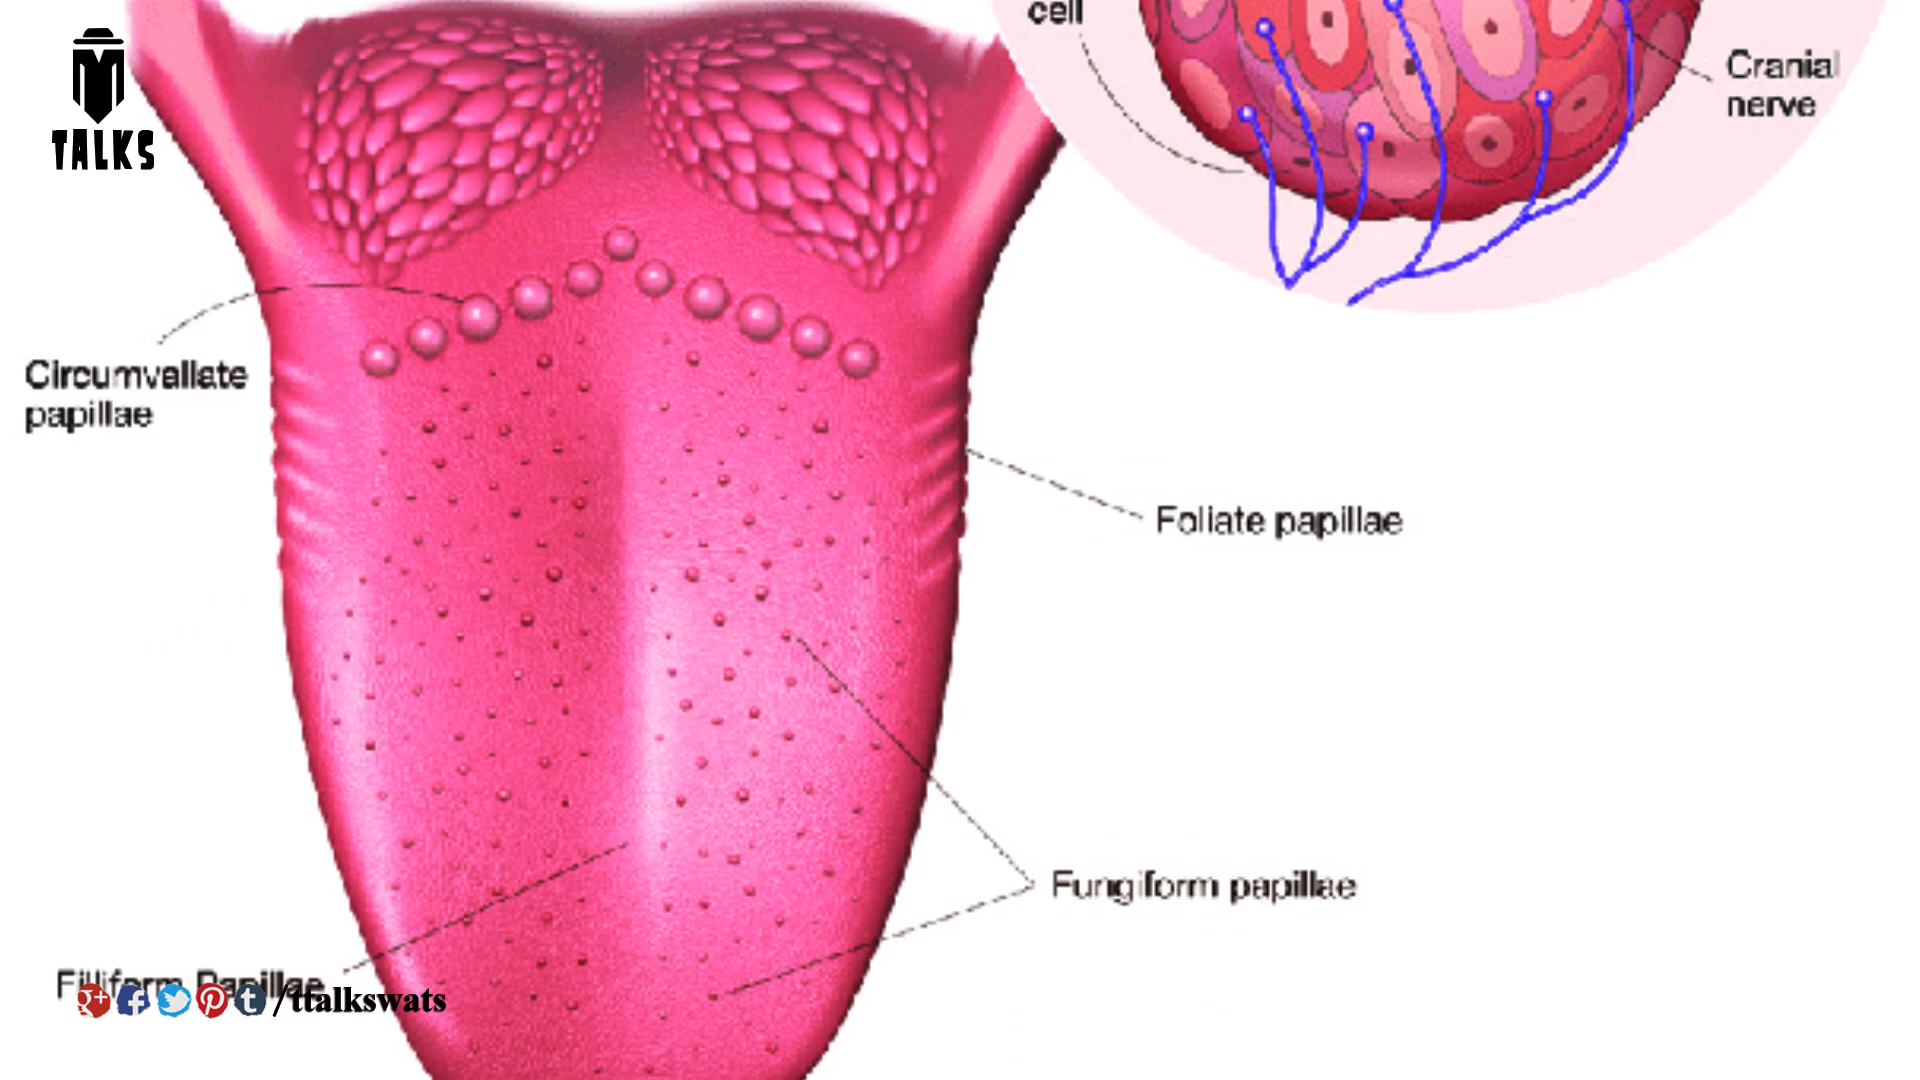 cell
Cranial
nerve
TALKS
Circumvallate
papillae
Foliate papillae
Fungiform papillae
Filliform Papillae
/ttalkswats